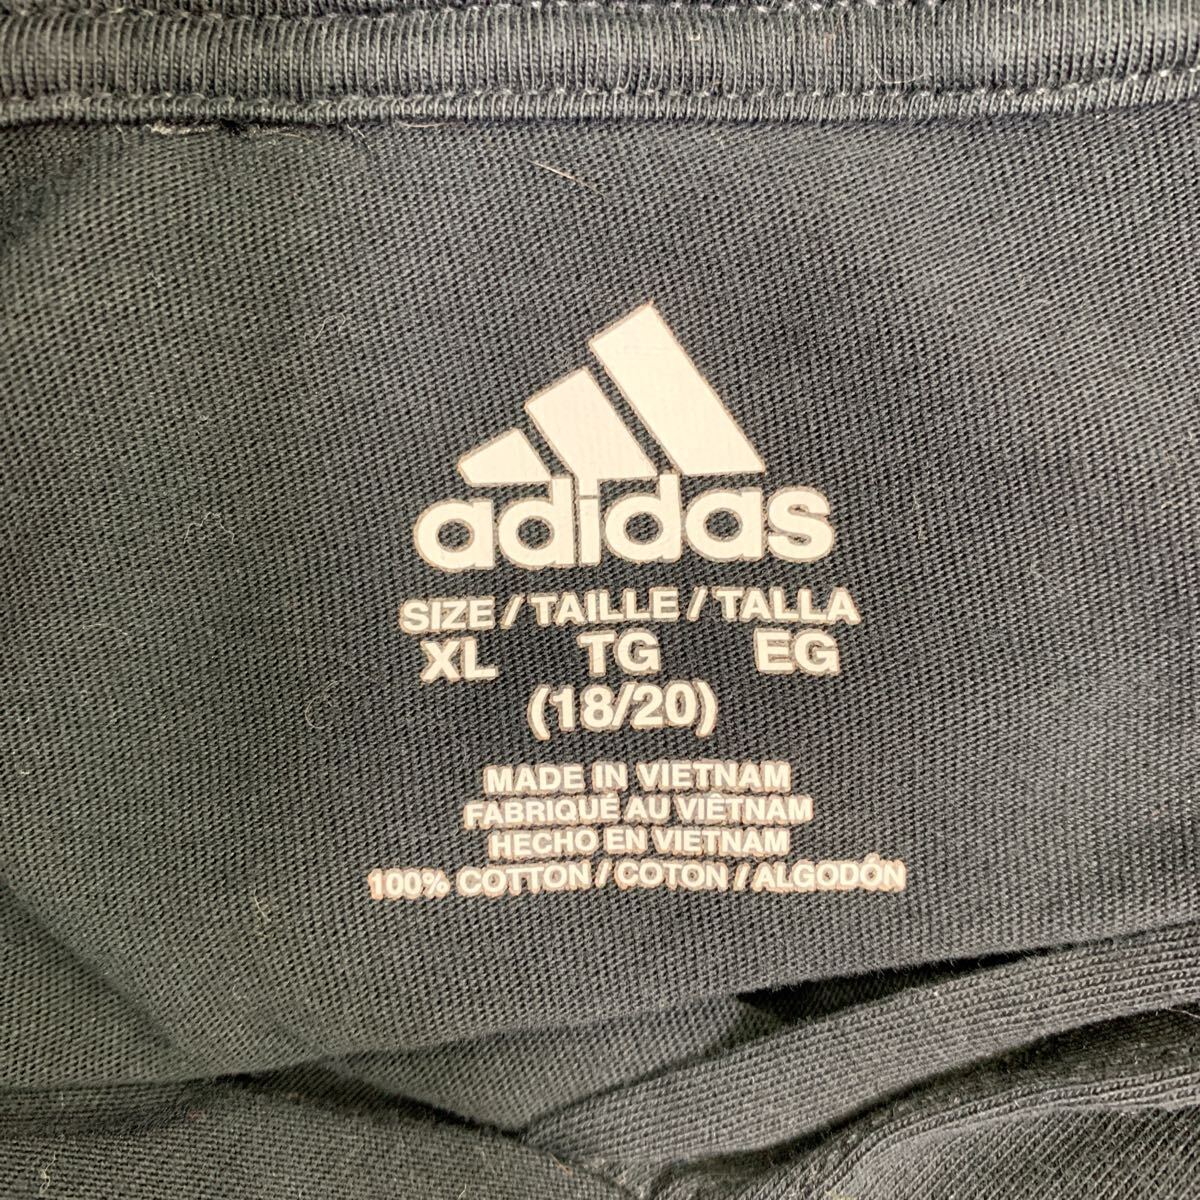 adidas
SIZE / TAILLE / TALLA
XL TG EG
(18/20)
MADE IN VIETNAM
FABRIQUÉ AU VIÊTNAM
HECHO EN VIETNAM
100% COTTON / COTON / ALGODÓN